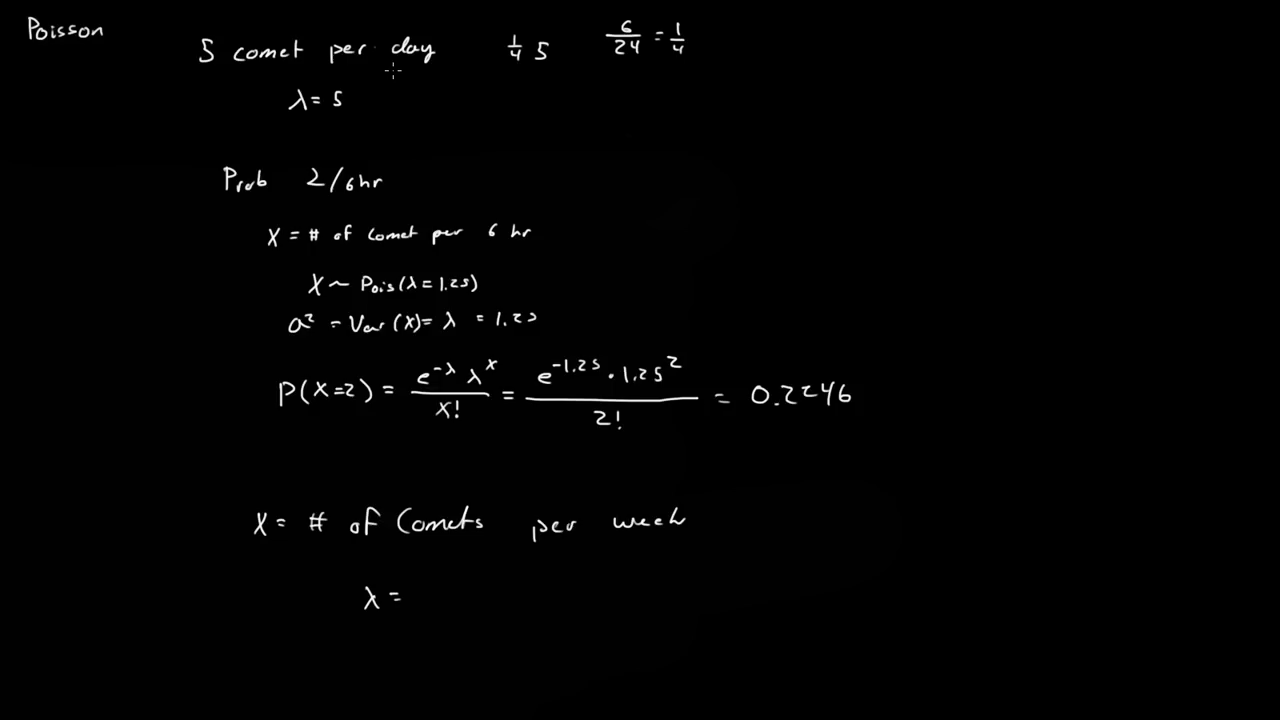 Poisson
5 comet per day 1/4 5 6/24 = 1/4
λ = 5
Prob 2/6hr
X = # of Comet per 6 hr
X ~ Pois(λ = 1.25)
σ² = Var(X) = λ = 1.25
P(X=2) = e^-λ λ^x / x! = e^-1.25 · 1.25² / 2! = 0.2246
X = # of Comets per week
λ =